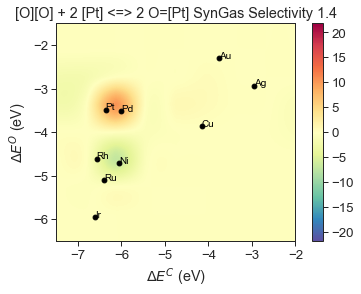 [O][O] + 2 [Pt] <=> 2 O=[Pt] SynGas Selectivity 1.4
−2
−3
−4
−5
−6
ΔE^O (eV)
Au
Ag
Pt
Pd
Cu
Rh
Ni
Ru
Ir
−7
−6
−5
−4
−3
−2
ΔE^C (eV)
20
15
10
5
0
−5
−10
−15
−20